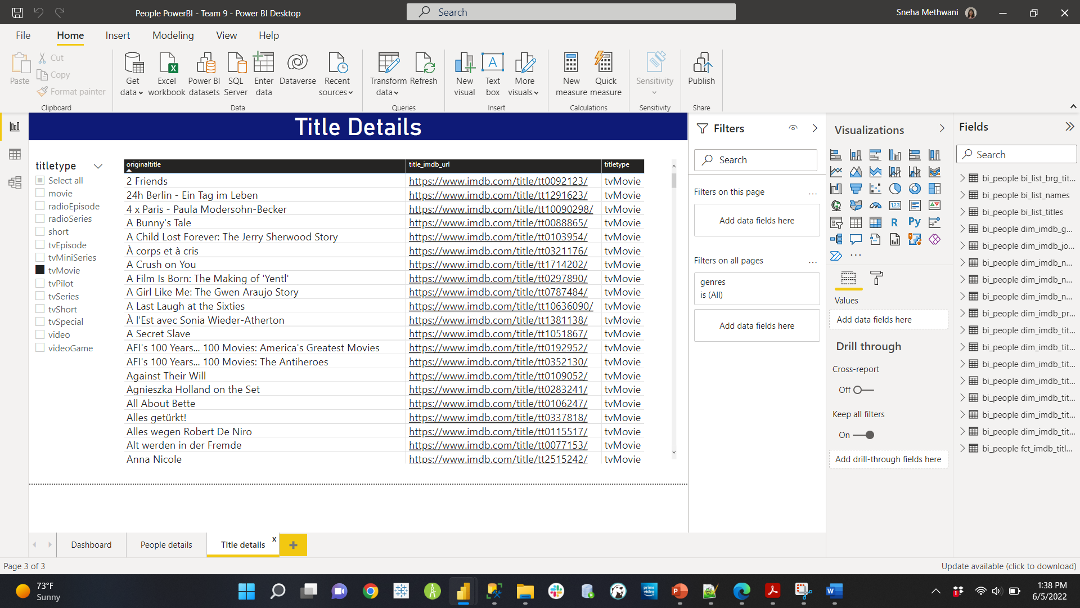 People PowerBI - Team 9 - Power BI Desktop
Search
Sneha Methwani
File Home Insert Modeling View Help
Paste
Cut
Copy
Format painter
Get data
Excel workbook
Power BI datasets
SQL Server
Enter data
Dataverse
Recent sources
Transform data
Refresh
New visual
Text box
More visuals
New measure
Quick measure
Sensitivity
Publish
Clipboard
Data
Queries
Insert
Calculations
Sensitivity
Share
Title Details
titletype
Select all
movie
radioEpisode
radioSeries
short
tvEpisode
tvMiniSeries
tvMovie
tvPilot
tvSeries
tvShort
tvSpecial
video
videoGame
originaltitle title_imdb_url titletype
2 Friends https://www.imdb.com/title/tt0092123/ tvMovie
24h Berlin - Ein Tag im Leben https://www.imdb.com/title/tt1291623/ tvMovie
4 x Paris - Paula Modersohn-Becker https://www.imdb.com/title/tt10090298/ tvMovie
A Bunny's Tale https://www.imdb.com/title/tt0088865/ tvMovie
A Child Lost Forever: The Jerry Sherwood Story https://www.imdb.com/title/tt0103954/ tvMovie
À corps et à cris https://www.imdb.com/title/tt0321176/ tvMovie
A Crush on You https://www.imdb.com/title/tt1714202/ tvMovie
A Film Is Born: The Making of 'Yentl' https://www.imdb.com/title/tt0297890/ tvMovie
A Girl Like Me: The Gwen Araujo Story https://www.imdb.com/title/tt0787484/ tvMovie
A Last Laugh at the Sixties https://www.imdb.com/title/tt10636090/ tvMovie
À l'Est avec Sonia Wieder-Atherton https://www.imdb.com/title/tt1381138/ tvMovie
A Secret Slave https://www.imdb.com/title/tt1051867/ tvMovie
AFI's 100 Years... 100 Movies: America's Greatest Movies https://www.imdb.com/title/tt0192952/ tvMovie
AFI's 100 Years... 100 Movies: The Antiheroes https://www.imdb.com/title/tt0352130/ tvMovie
Against Their Will https://www.imdb.com/title/tt0109052/ tvMovie
Agnieszka Holland on the Set https://www.imdb.com/title/tt0283241/ tvMovie
All About Bette https://www.imdb.com/title/tt0106247/ tvMovie
Alles getürkt! https://www.imdb.com/title/tt0337818/ tvMovie
Alles wegen Robert De Niro https://www.imdb.com/title/tt0115517/ tvMovie
Alt werden in der Fremde https://www.imdb.com/title/tt0077153/ tvMovie
Anna Nicole https://www.imdb.com/title/tt2515242/ tvMovie
Filters
Search
Filters on this page ...
Add data fields here
Filters on all pages ...
genres
is (All)
Add data fields here
Visualizations
Values
Add data fields here
Drill through
Cross-report
Off
Keep all filters
On
Add drill-through fields here
Fields
Search
bi_people bi_list_brg_tit...
bi_people bi_list_names
bi_people bi_list_titles
bi_people dim_imdb_g...
bi_people dim_imdb_jo...
bi_people dim_imdb_n...
bi_people dim_imdb_n...
bi_people dim_imdb_n...
bi_people dim_imdb_pr...
bi_people dim_imdb_tit...
bi_people dim_imdb_tit...
bi_people dim_imdb_tit...
bi_people dim_imdb_tit...
bi_people dim_imdb_tit...
bi_people dim_imdb_tit...
bi_people dim_imdb_tit...
bi_people fct_imdb_titl...
Dashboard People details Title details x +
Page 3 of 3
Update available (click to download)
73°F
Sunny
1:38 PM
6/5/2022